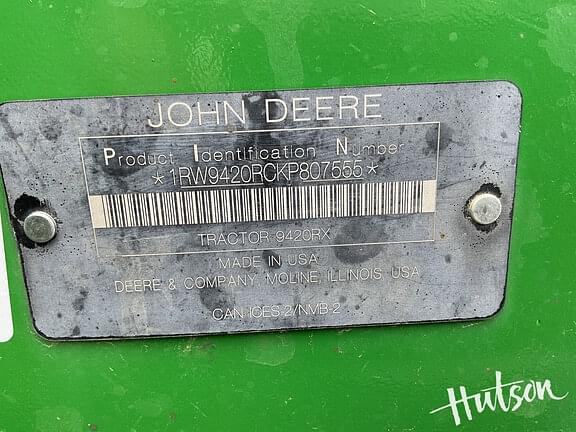 JOHN DEERE
Product Identification Number
*1RW9420RCKP807555*
TRACTOR 9420RX
MADE IN USA
DEERE & COMPANY, MOLINE, ILLINOIS, USA
CAN ICES-2/NMB-2
Hutson